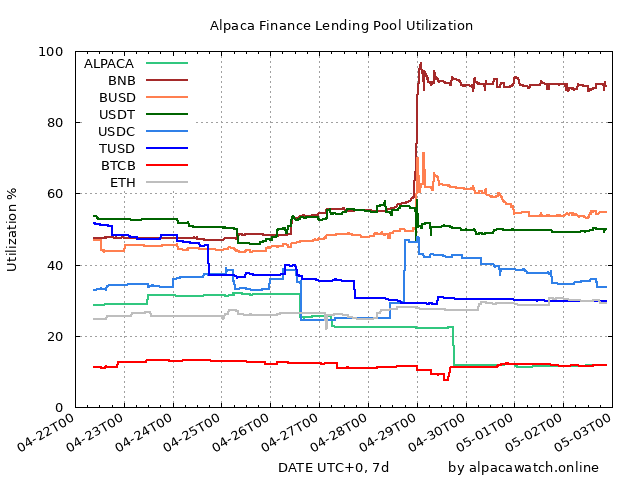 Alpaca Finance Lending Pool Utilization
Utilization %
100
80
60
40
20
0
ALPACA
BNB
BUSD
USDT
USDC
TUSD
BTCB
ETH
04-22T00
04-23T00
04-24T00
04-25T00
04-26T00
04-27T00
04-28T00
04-29T00
04-30T00
05-01T00
05-02T00
05-03T00
DATE UTC+0, 7d
by alpacawatch.online